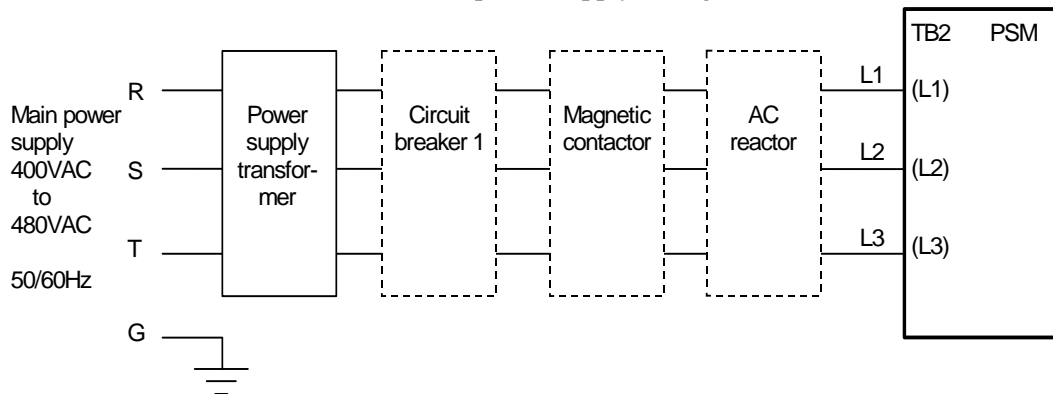 Main power
supply
400VAC
to
480VAC
50/60Hz
R
S
T
G
Power
supply
transfor-
mer
Circuit
breaker 1
Magnetic
contactor
AC
reactor
L1
L2
L3
TB2 PSM
(L1)
(L2)
(L3)